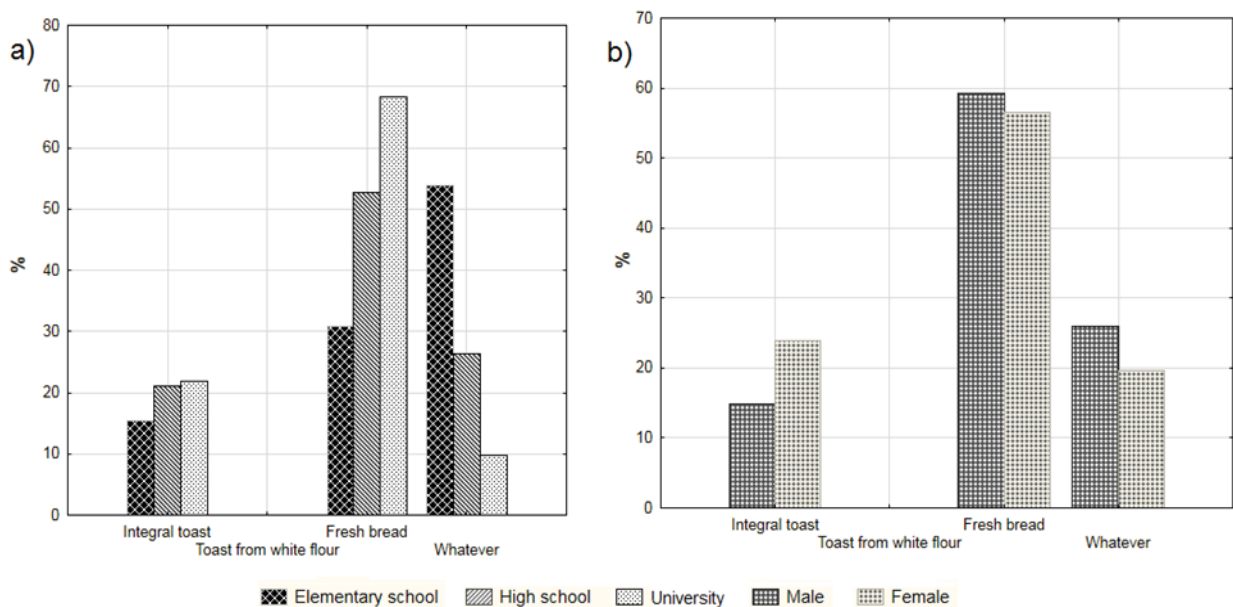 a)
80
70
60
50
40
30
20
10
0
%
Integral toast
Toast from white flour
Fresh bread
Whatever
b)
70
60
50
40
30
20
10
0
%
Integral toast
Toast from white flour
Fresh bread
Whatever
Elementary school High school University Male Female